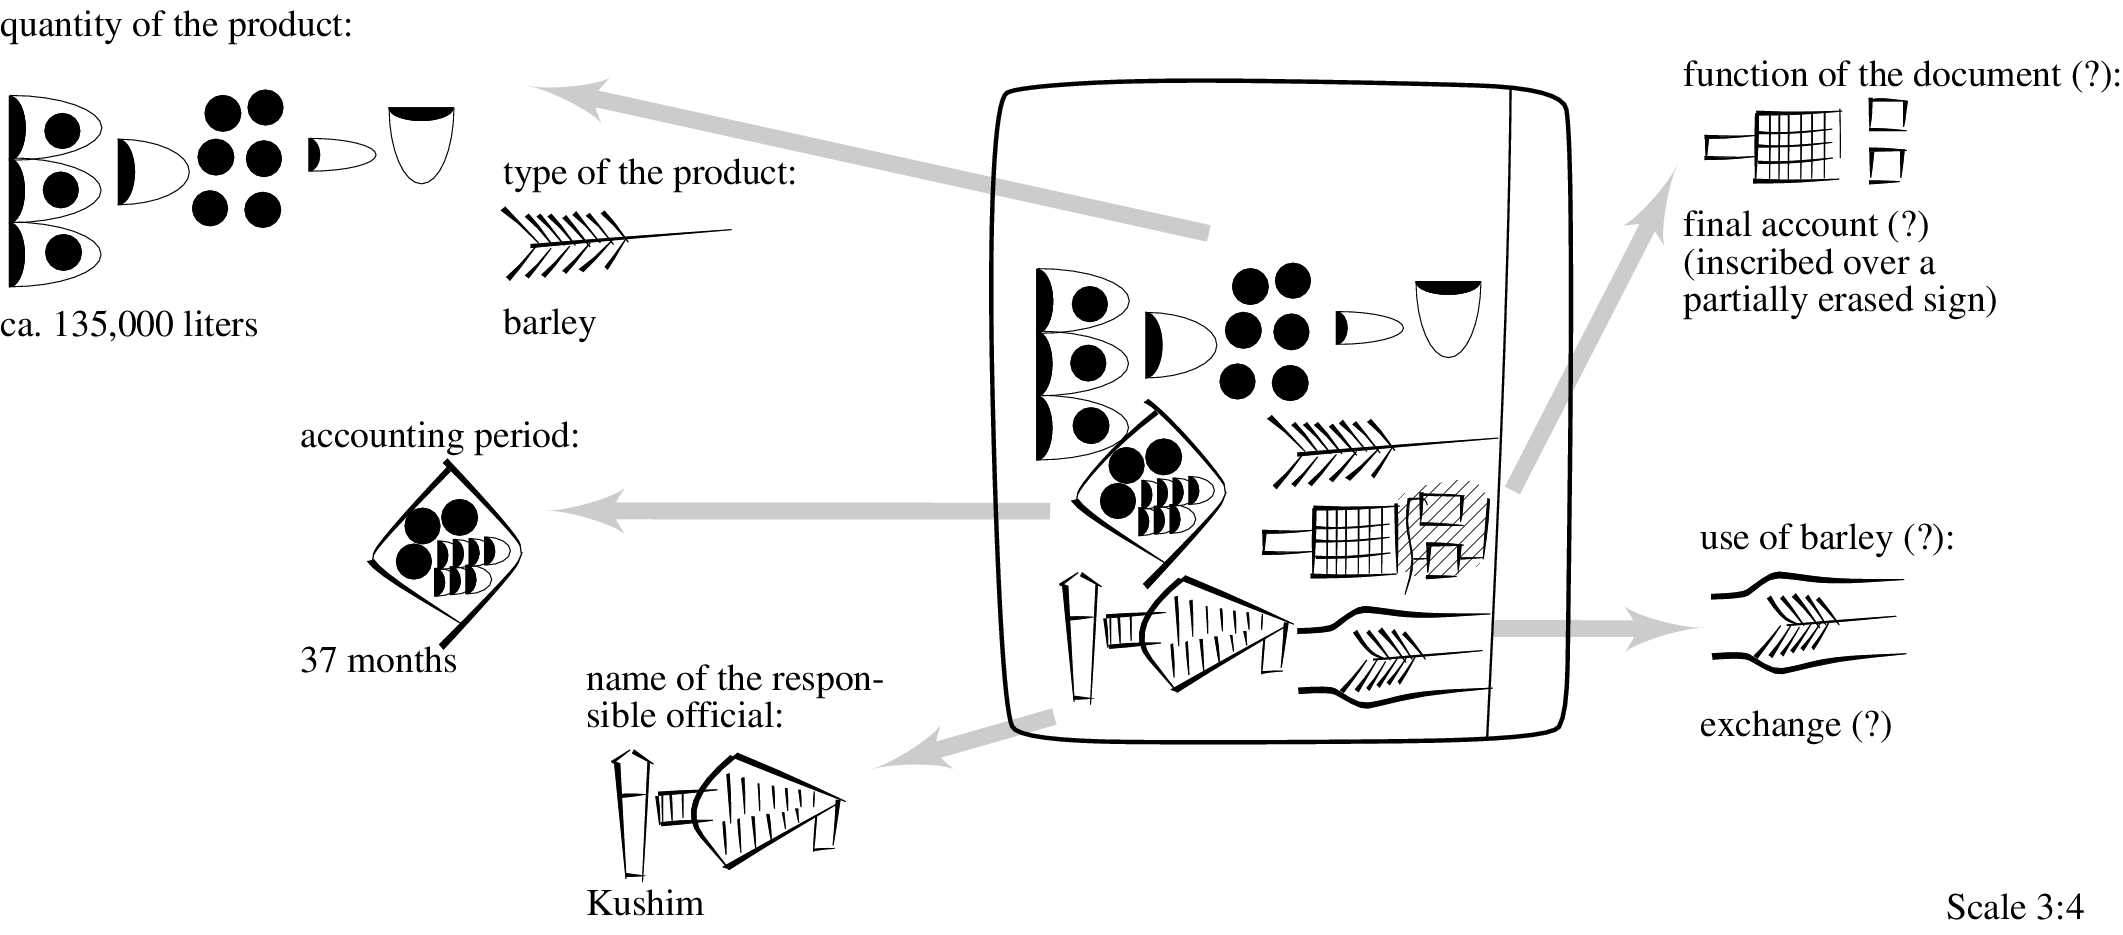 quantity of the product:
ca. 135,000 liters
type of the product:
barley
accounting period:
37 months
name of the respon-
sible official:
Kushim
function of the document (?):
final account (?)
(inscribed over a
partially erased sign)
use of barley (?):
exchange (?)
Scale 3:4